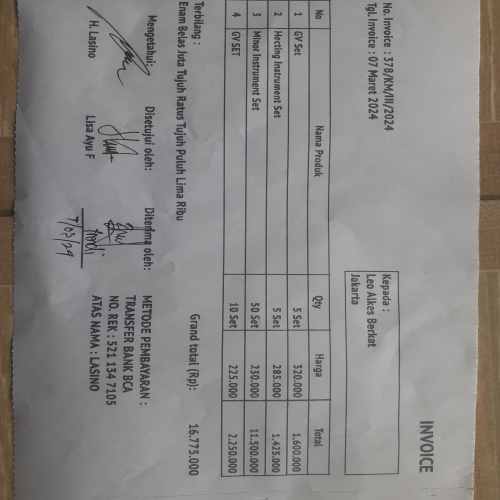 INVOICE
No. Invoice : 378/KM/III/2024
Tgl. Invoice : 07 Maret 2024
Kepada :
Leo Alkes Berkat
Jakarta
No Nama Produk Qty Harga Total
1 GV Set 5 Set 320.000 1.600.000
2 Hecting Instrument Set 5 Set 285.000 1.425.000
3 Minor Instrument Set 50 Set 230.000 11.500.000
4 GV SET 10 Set 225.000 2.250.000
Grand total (Rp): 16.775.000
Terbilang :
Enam Belas Juta Tujuh Ratus Tujuh Puluh Lima Ribu
Mengetahui: Disetujui oleh: Diterima oleh:
H. Lasino Lisa Ayu F
METODE PEMBAYARAN :
TRANSFER BANK BCA
NO. REK : 521 134 7105
ATAS NAMA : LASINO